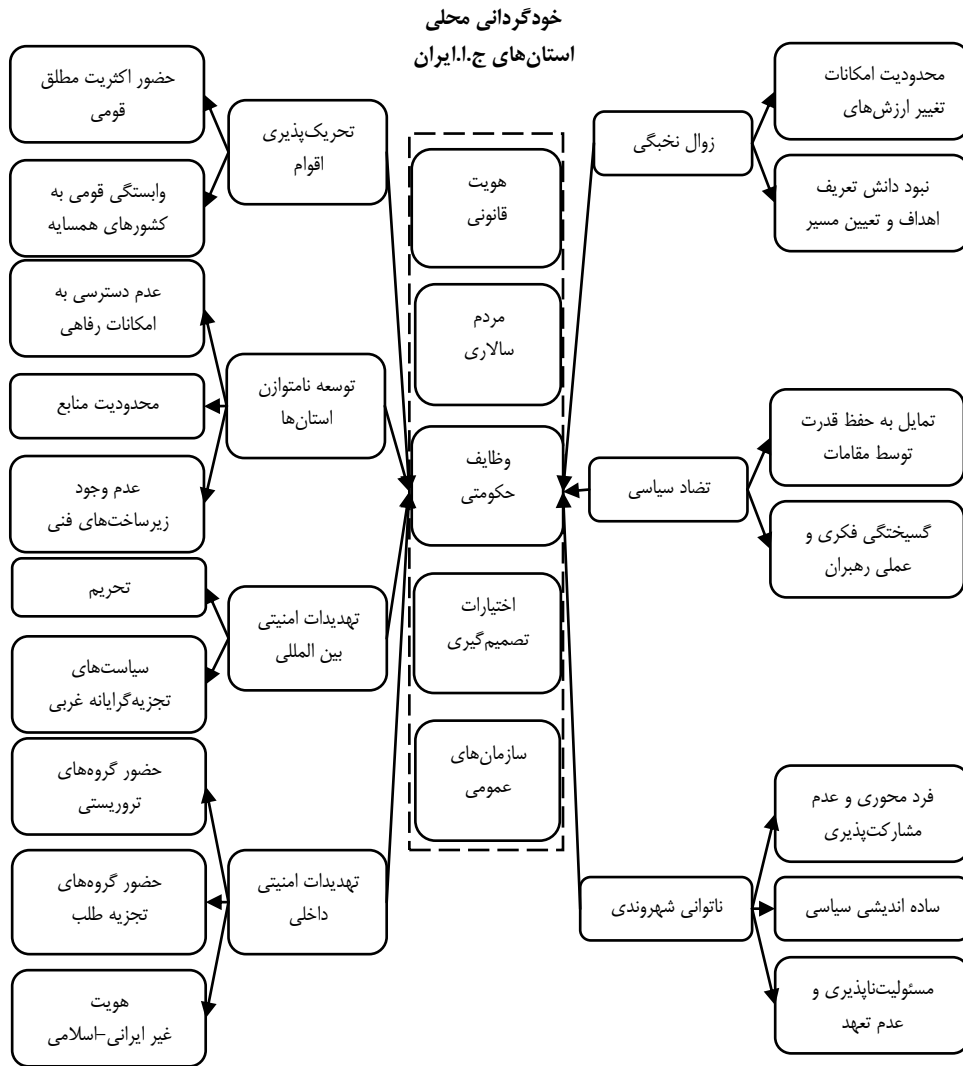 خودگردانی محلی
استان‌های ج.ا.ایران
محدودیت امکانات
تغییر ارزش‌های
زوال نخبگی
نبود دانش تعریف
اهداف و تعیین مسیر
تمایل به حفظ قدرت
توسط مقامات
تضاد سیاسی
گسیختگی فکری و
عملی رهبران
فرد محوری و عدم
مشارکت‌پذیری
ناتوانی شهروندی
ساده اندیشی سیاسی
مسئولیت‌ناپذیری و
عدم تعهد
هویت
قانونی
مردم
سالاری
وظایف
حکومتی
اختیارات
تصمیم‌گیری
سازمان‌های
عمومی
تحریک‌پذیری
اقوام
حضور اکثریت مطلق
قومی
وابستگی قومی به
کشورهای همسایه
توسعه نامتوازن
استان‌ها
عدم دسترسی به
امکانات رفاهی
محدودیت منابع
عدم وجود
زیرساخت‌های فنی
تهدیدات امنیتی
بین المللی
تحریم
سیاست‌های
تجزیه‌گرایانه غربی
تهدیدات امنیتی
داخلی
حضور گروه‌های
تروریستی
حضور گروه‌های
تجزیه طلب
هویت
غیر ایرانی–اسلامی